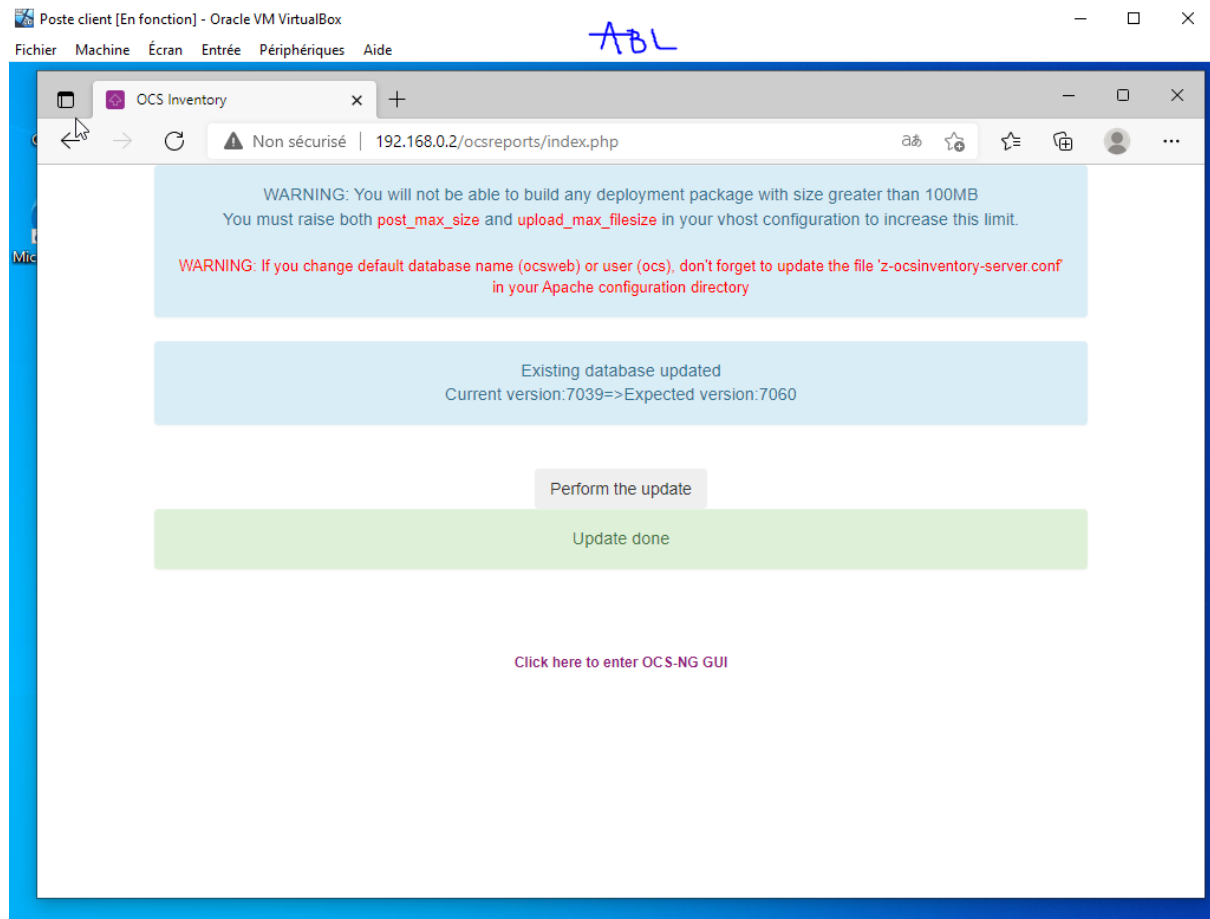 Poste client [En fonction] - Oracle VM VirtualBox
ABL
Fichier Machine Écran Entrée Périphériques Aide
OCS Inventory
Non sécurisé | 192.168.0.2/ocsreports/index.php
aあ
WARNING: You will not be able to build any deployment package with size greater than 100MB
You must raise both post_max_size and upload_max_filesize in your vhost configuration to increase this limit.
Mic
WARNING: If you change default database name (ocsweb) or user (ocs), don't forget to update the file 'z-ocsinventory-server.conf'
in your Apache configuration directory
Existing database updated
Current version:7039=>Expected version:7060
Perform the update
Update done
Click here to enter OCS-NG GUI